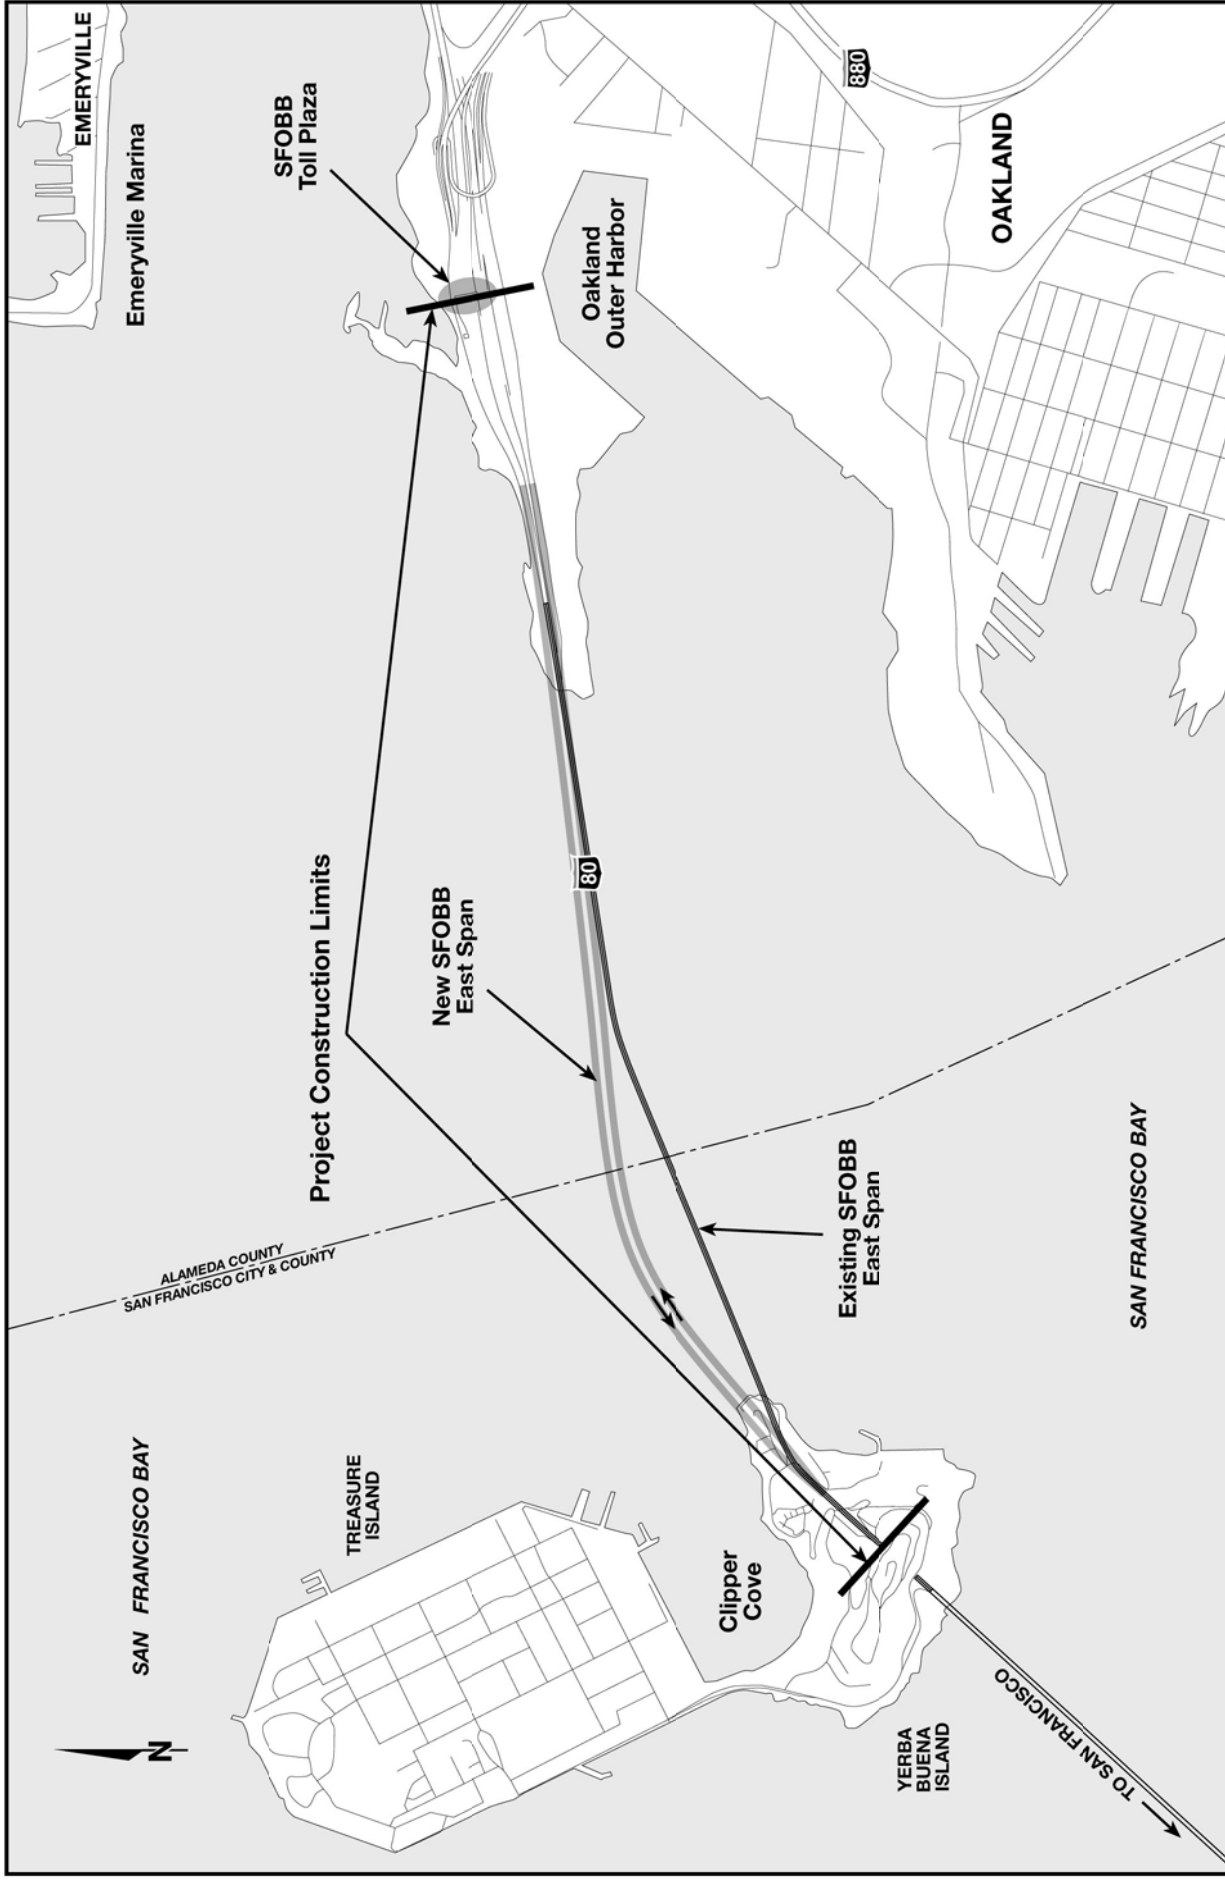 SAN FRANCISCO BAY
N
TREASURE
ISLAND
ALAMEDA COUNTY
SAN FRANCISCO CITY & COUNTY
Project Construction Limits
SFOBB
Toll Plaza
Emeryville Marina
EMERYVILLE
New SFOBB
East Span
80
Oakland
Outer Harbor
880
OAKLAND
Clipper
Cove
YERBA
BUENA
ISLAND
Existing SFOBB
East Span
TO SAN FRANCISCO
SAN FRANCISCO BAY